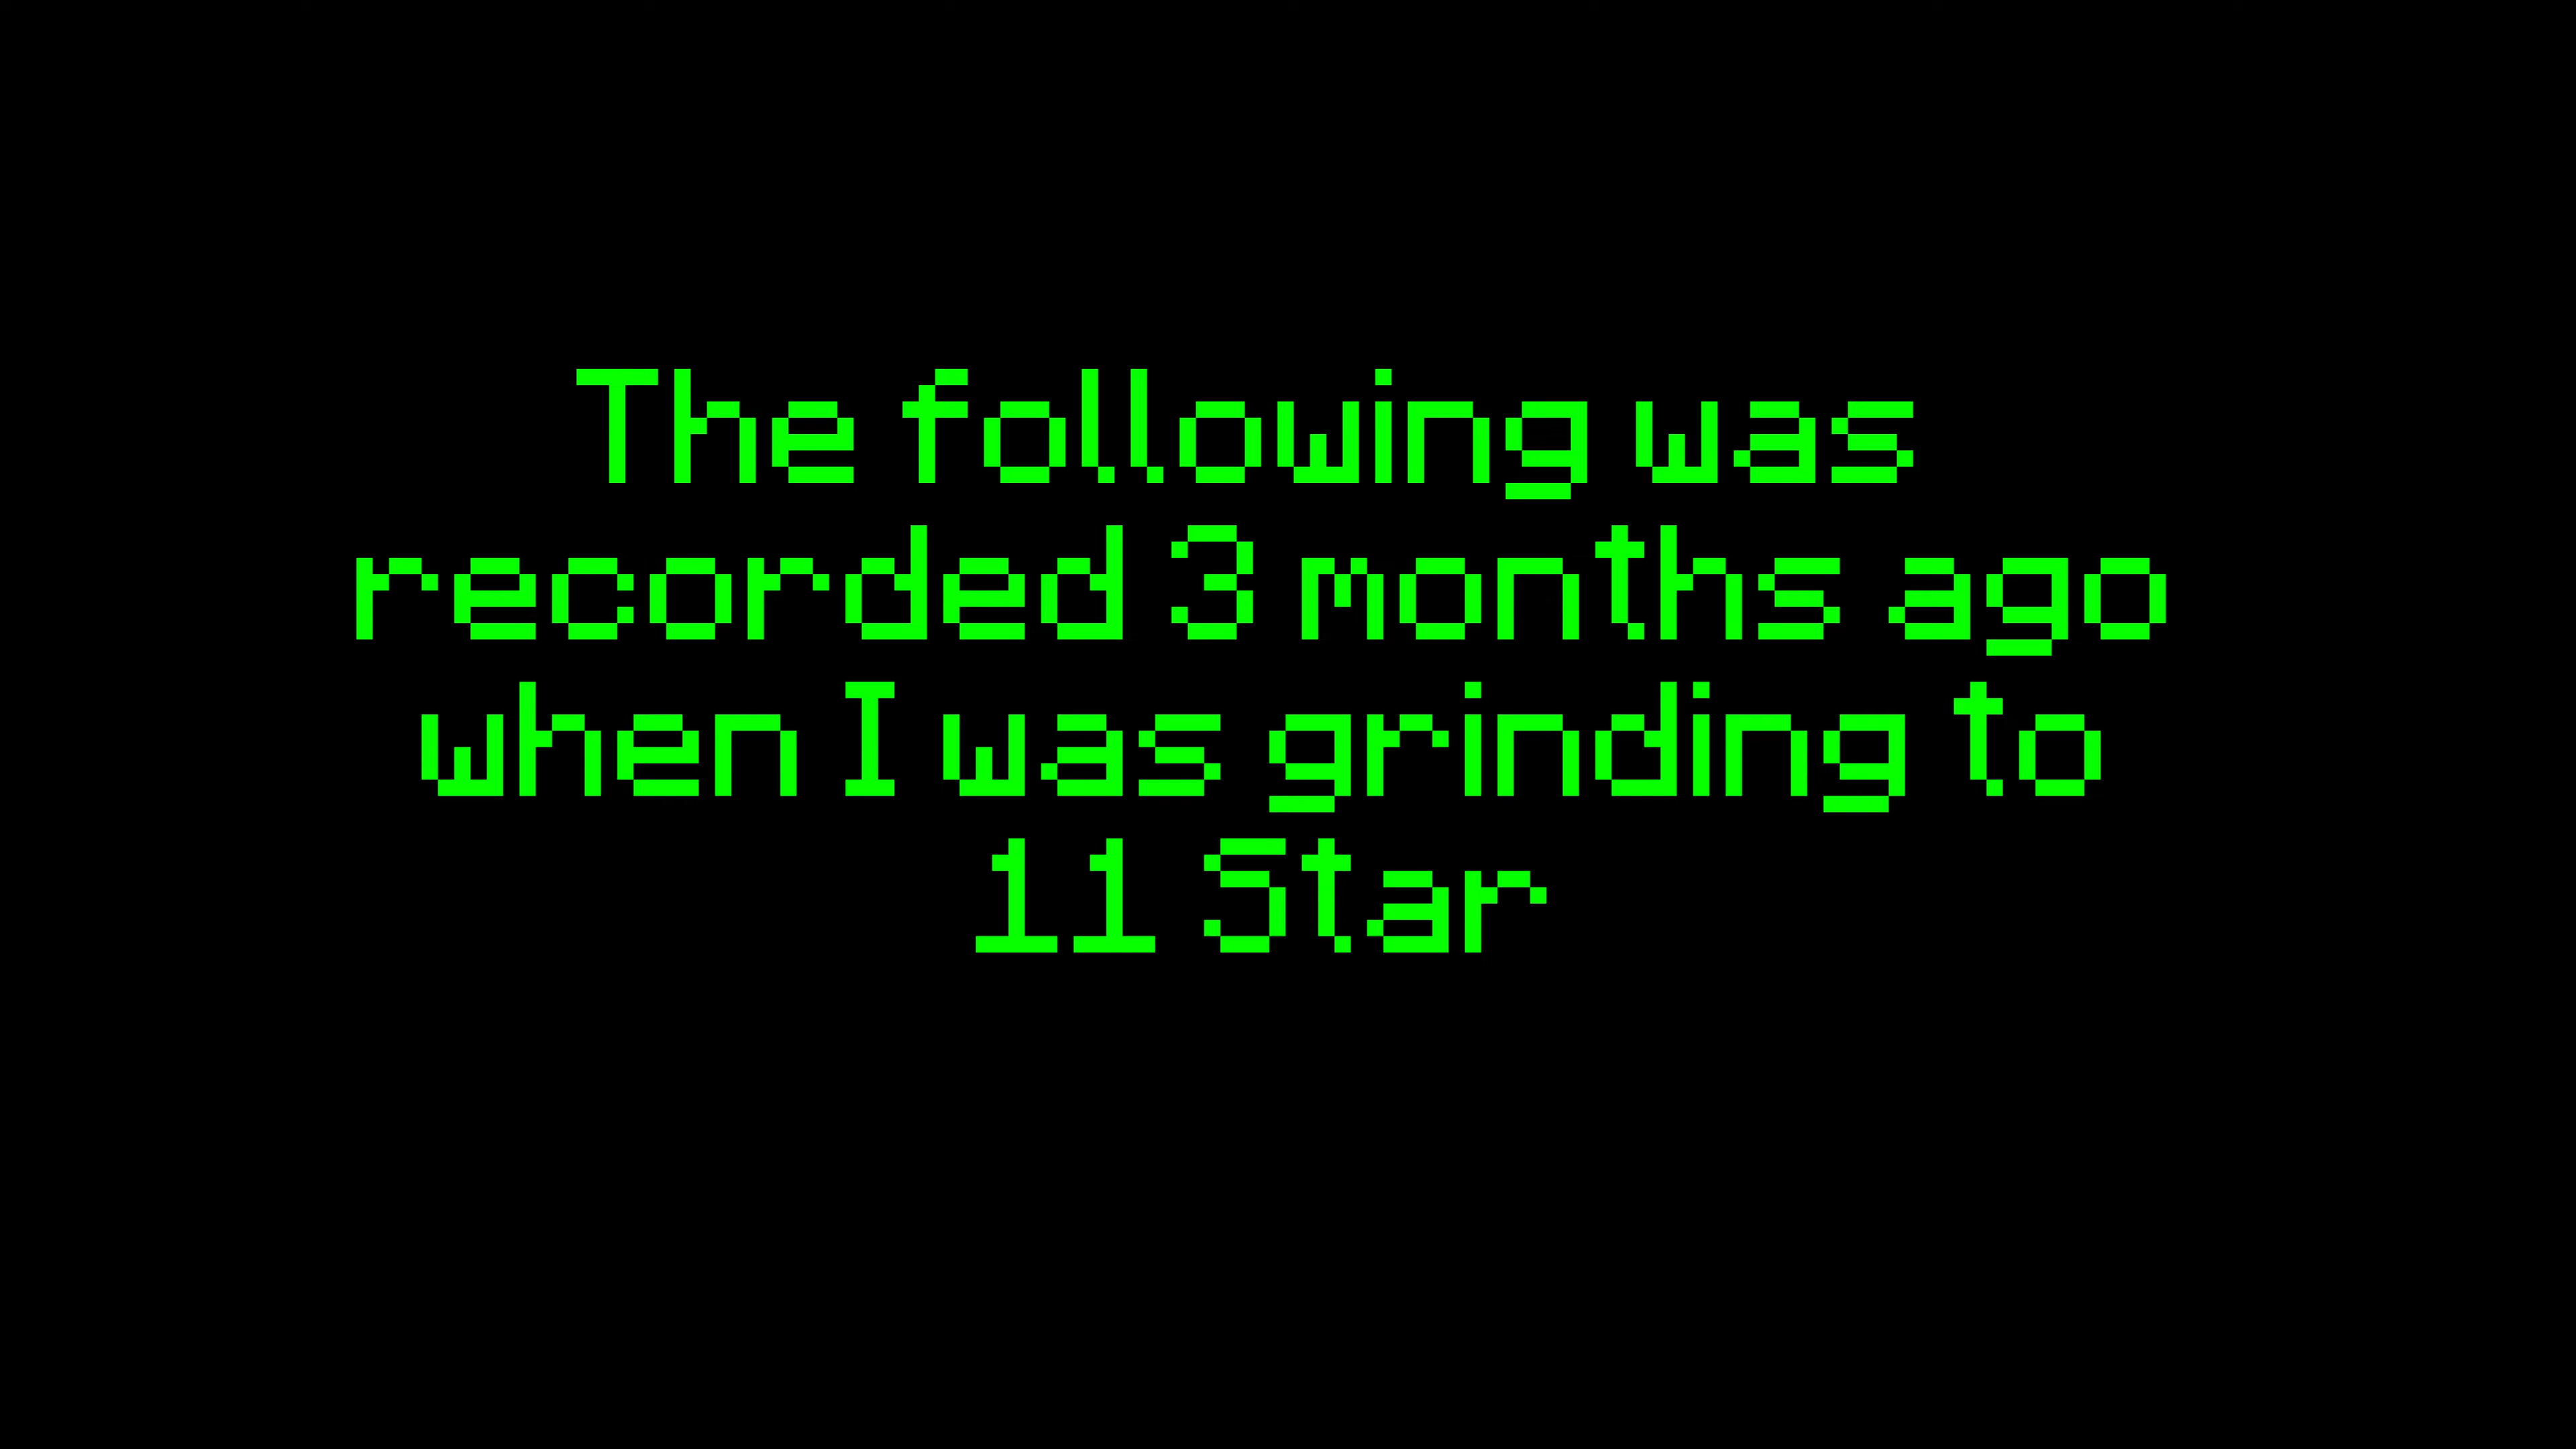 The following was
recorded 3 months ago
when I was grinding to
11 Star